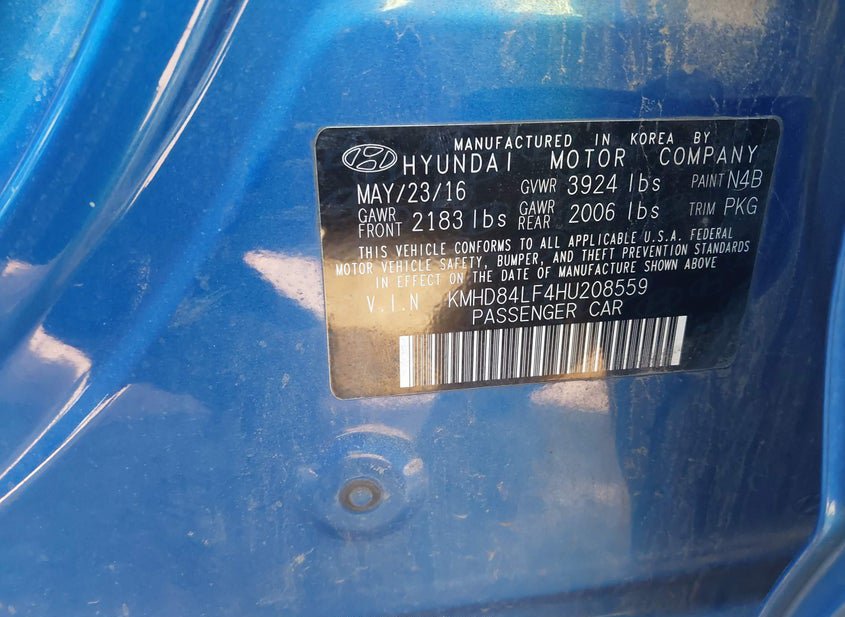 MANUFACTURED IN KOREA BY
HYUNDAI MOTOR COMPANY
MAY/23/16 GVWR 3924 lbs PAINT N4B
GAWR FRONT 2183 lbs GAWR REAR 2006 lbs TRIM PKG
THIS VEHICLE CONFORMS TO ALL APPLICABLE U.S.A. FEDERAL
MOTOR VEHICLE SAFETY, BUMPER, AND THEFT PREVENTION STANDARDS
IN EFFECT ON THE DATE OF MANUFACTURE SHOWN ABOVE
V.I.N KMHD84LF4HU208559
PASSENGER CAR